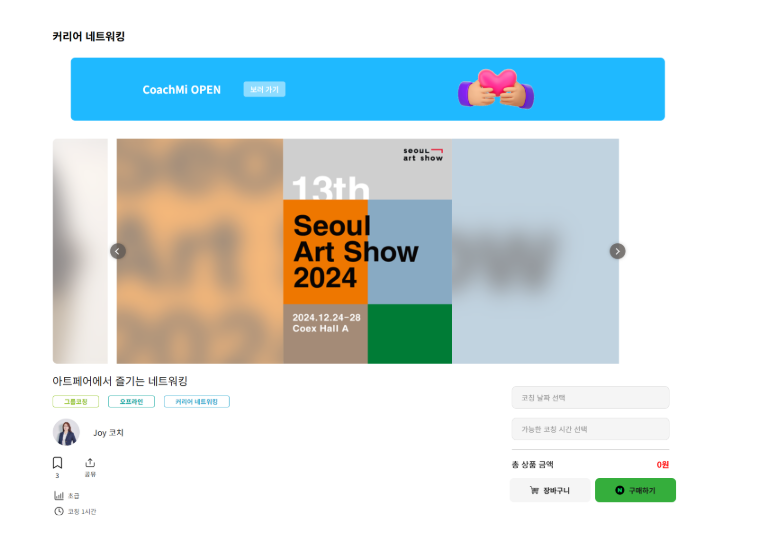 커리어 네트워킹
CoachMi OPEN
보러 가기
seoul
art show
13th
Seoul
Art Show
2024
2024.12.24-28
Coex Hall A
아트페어에서 즐기는 네트워킹
그룹코칭
오프라인
커리어 네트워킹
Joy 코치
3
공유
초급
코칭 1시간
코칭 날짜 선택
가능한 코칭 시간 선택
총 상품 금액
0원
장바구니
N 구매하기